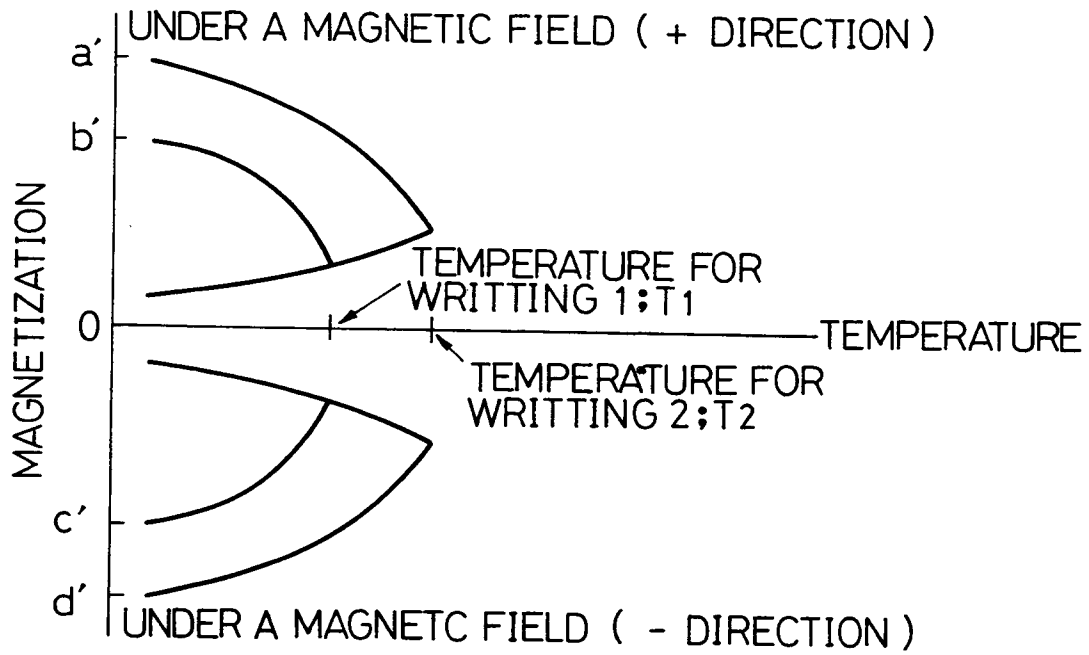 UNDER A MAGNETIC FIELD ( + DIRECTION )
a'
b'
MAGNETIZATION
TEMPERATURE FOR
WRITTING 1;T1
0
TEMPERATURE
TEMPERATURE FOR
WRITTING 2;T2
c'
d'
UNDER A MAGNETC FIELD ( - DIRECTION )